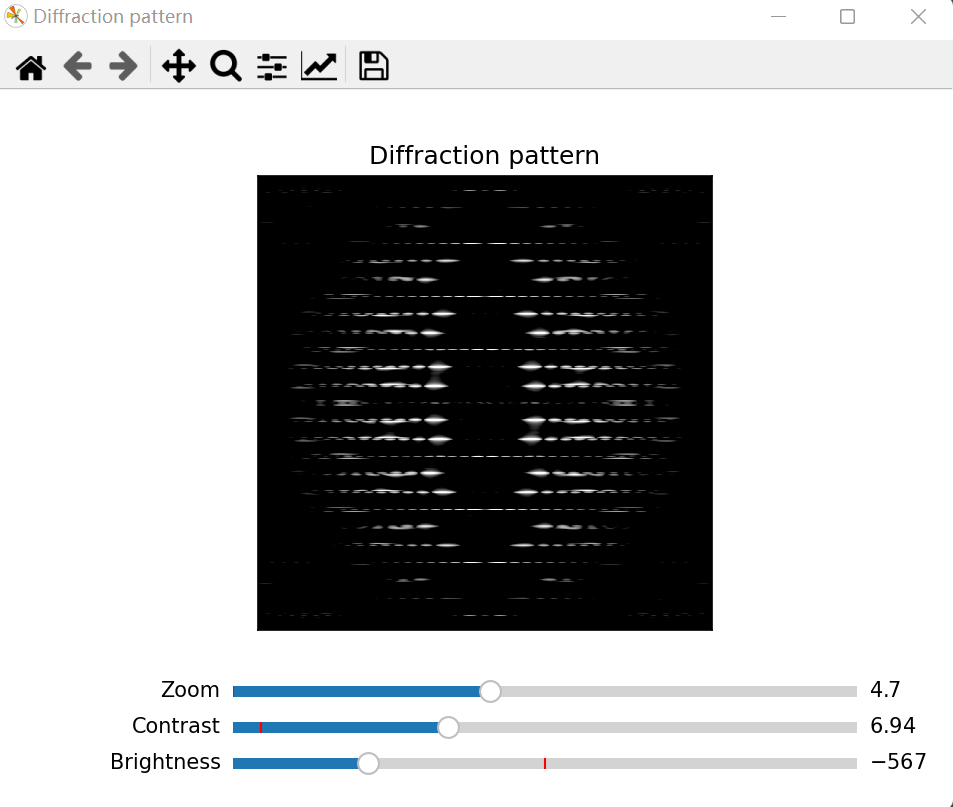 Diffraction pattern
Diffraction pattern
Zoom 4.7
Contrast 6.94
Brightness −567